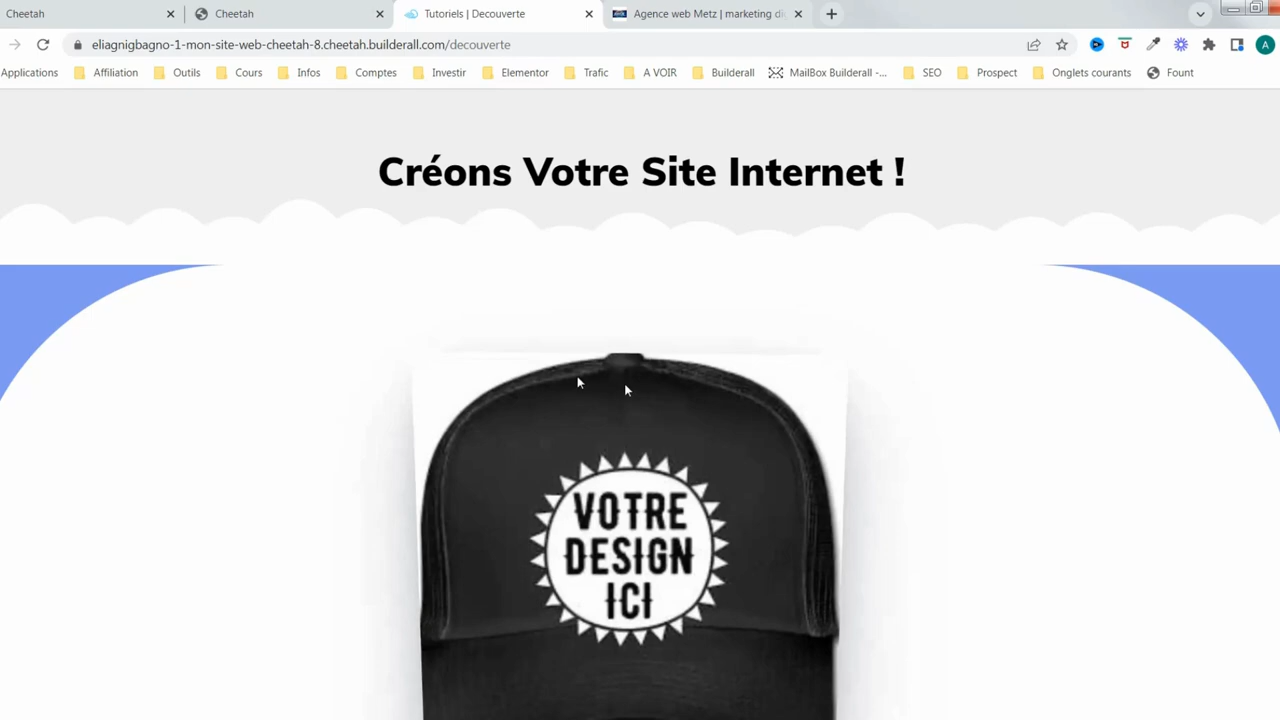 Cheetah
Cheetah
Tutoriels | Decouverte
Agence web Metz | marketing di
eliagnigbagno-1-mon-site-web-cheetah-8.cheetah.builderall.com/decouverte
A
Applications
Affiliation
Outils
Cours
Infos
Comptes
Investir
Elementor
Trafic
A VOIR
Builderall
MailBox Builderall -...
SEO
Prospect
Onglets courants
Fount
Créons Votre Site Internet !
VOTRE
DESIGN
ICI